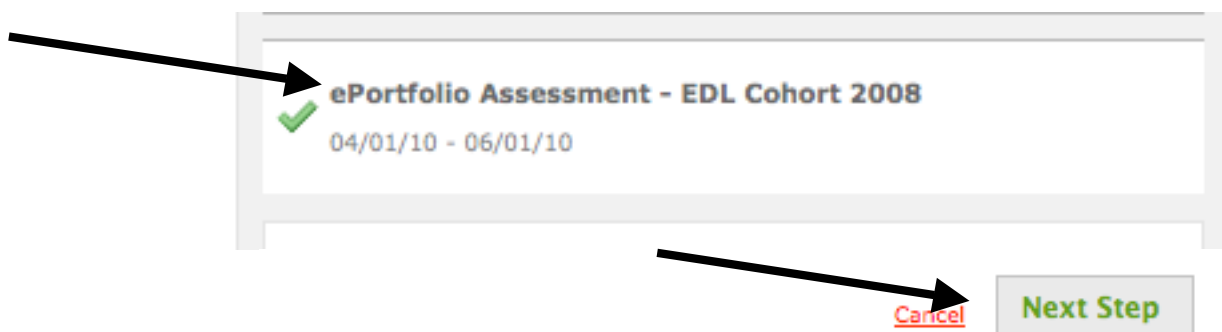 ePortfolio Assessment - EDL Cohort 2008
04/01/10 - 06/01/10
Cancel Next Step